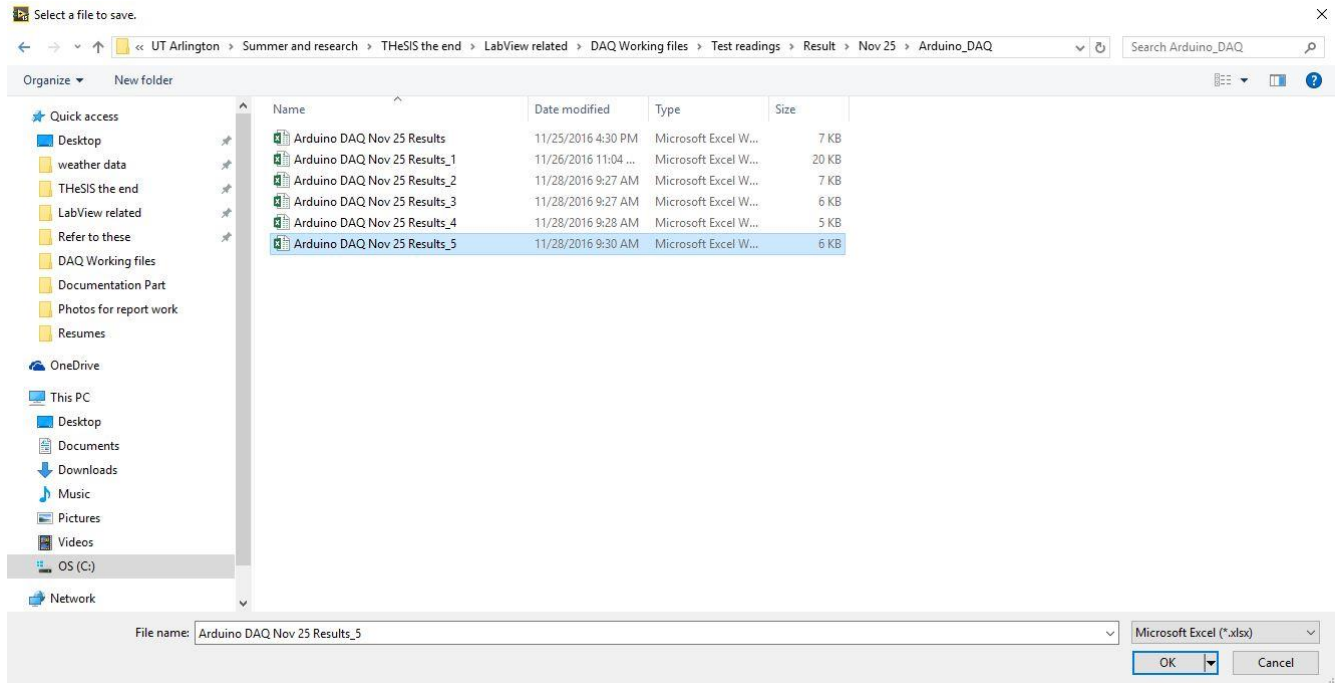 Select a file to save.
« UT Arlington › Summer and research › THeSIS the end › LabView related › DAQ Working files › Test readings › Result › Nov 25 › Arduino_DAQ
Search Arduino_DAQ
Organize New folder
Quick access
Desktop
weather data
THeSIS the end
LabView related
Refer to these
DAQ Working files
Documentation Part
Photos for report work
Resumes
OneDrive
This PC
Desktop
Documents
Downloads
Music
Pictures
Videos
OS (C:)
Network
Name Date modified Type Size
Arduino DAQ Nov 25 Results 11/25/2016 4:30 PM Microsoft Excel W... 7 KB
Arduino DAQ Nov 25 Results_1 11/26/2016 11:04 ... Microsoft Excel W... 20 KB
Arduino DAQ Nov 25 Results_2 11/28/2016 9:27 AM Microsoft Excel W... 7 KB
Arduino DAQ Nov 25 Results_3 11/28/2016 9:27 AM Microsoft Excel W... 6 KB
Arduino DAQ Nov 25 Results_4 11/28/2016 9:28 AM Microsoft Excel W... 5 KB
Arduino DAQ Nov 25 Results_5 11/28/2016 9:30 AM Microsoft Excel W... 6 KB
File name: Arduino DAQ Nov 25 Results_5 Microsoft Excel (*.xlsx)
OK Cancel